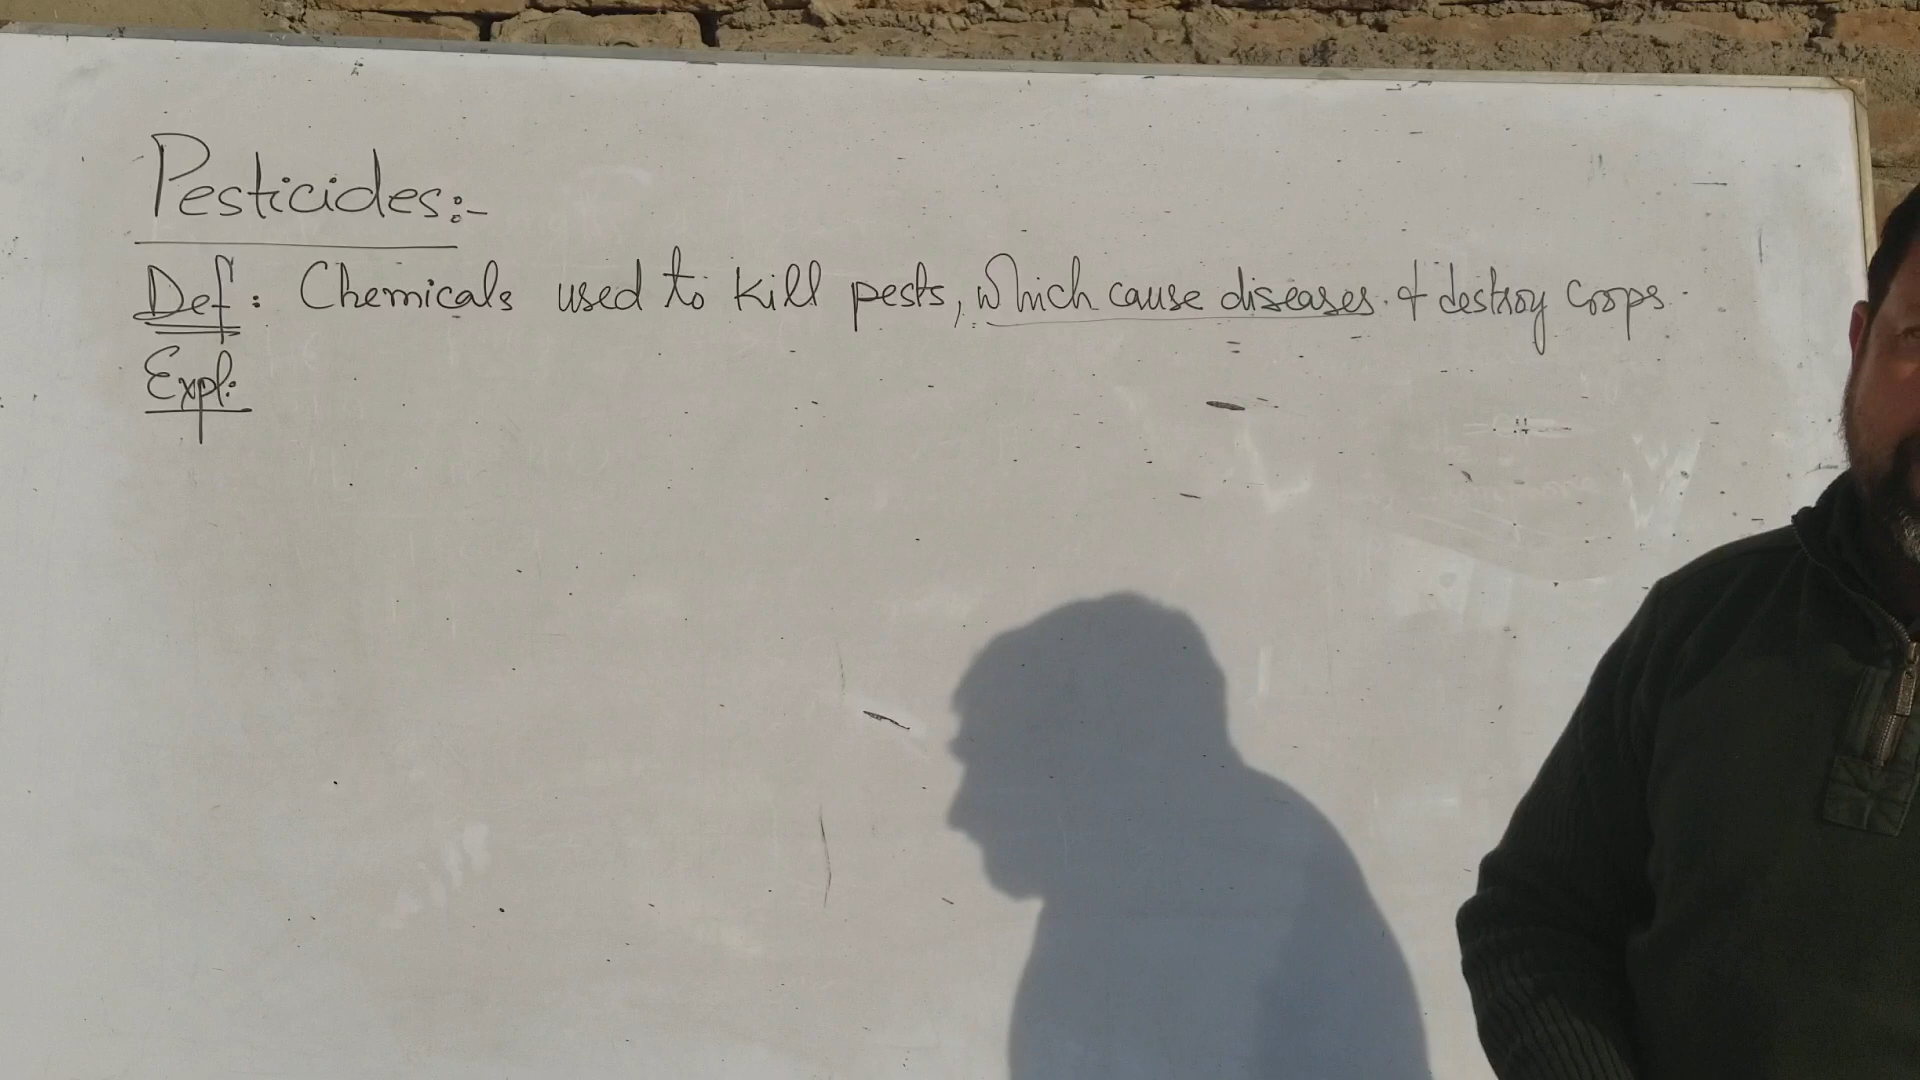 Pesticides:-
Def: Chemicals used to kill pests, which cause diseases & destroy crops.
Expl: